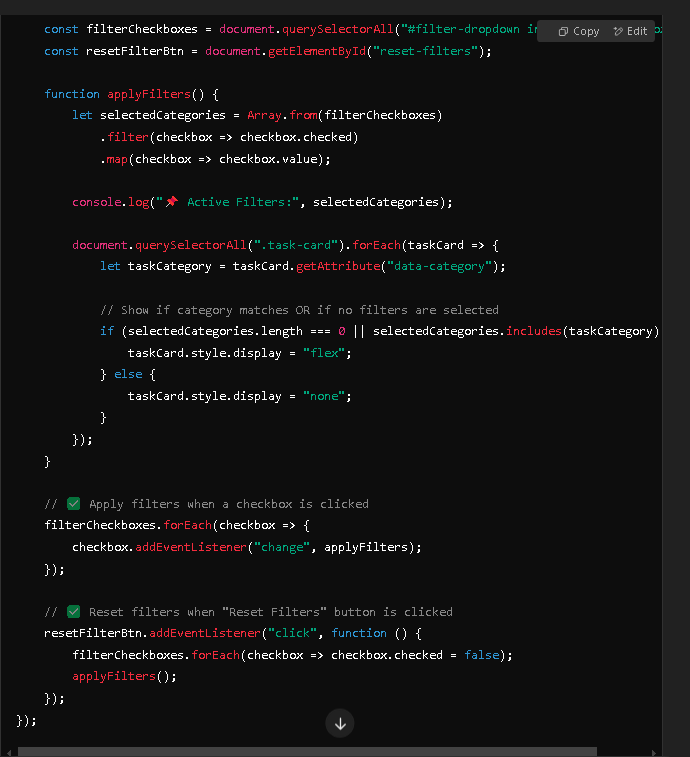 const filterCheckboxes = document.querySelectorAll("#filter-dropdown
Copy Edit
const resetFilterBtn = document.getElementById("reset-filters");
function applyFilters() {
let selectedCategories = Array.from(filterCheckboxes)
.filter(checkbox => checkbox.checked)
.map(checkbox => checkbox.value);
console.log("📌 Active Filters:", selectedCategories);
document.querySelectorAll(".task-card").forEach(taskCard => {
let taskCategory = taskCard.getAttribute("data-category");
// Show if category matches OR if no filters are selected
if (selectedCategories.length === 0 || selectedCategories.includes(taskCategory)
taskCard.style.display = "flex";
} else {
taskCard.style.display = "none";
}
});
}
// ✅ Apply filters when a checkbox is clicked
filterCheckboxes.forEach(checkbox => {
checkbox.addEventListener("change", applyFilters);
});
// ✅ Reset filters when "Reset Filters" button is clicked
resetFilterBtn.addEventListener("click", function () {
filterCheckboxes.forEach(checkbox => checkbox.checked = false);
applyFilters();
});
});